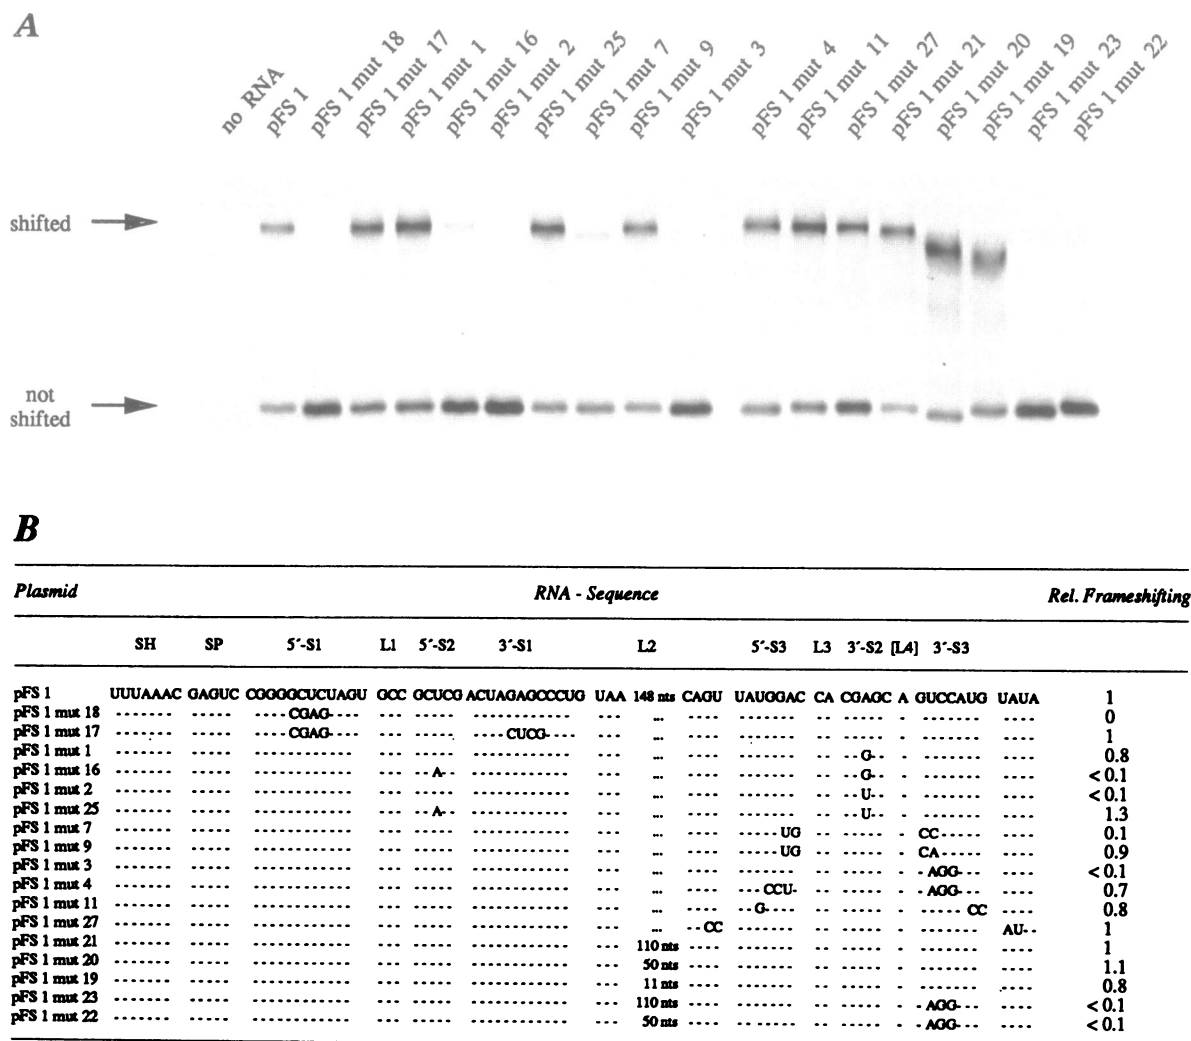 A
no RNA
pFS 1
pFS 1 mut 18
pFS 1 mut 17
pFS 1 mut 1
pFS 1 mut 16
pFS 1 mut 2
pFS 1 mut 25
pFS 1 mut 7
pFS 1 mut 9
pFS 1 mut 3
pFS 1 mut 4
pFS 1 mut 11
pFS 1 mut 27
pFS 1 mut 21
pFS 1 mut 20
pFS 1 mut 19
pFS 1 mut 23
pFS 1 mut 22
shifted
not
shifted
B
Plasmid RNA - Sequence Rel. Frameshifting
SH SP 5´-S1 L1 5´-S2 3´-S1 L2 5´-S3 L3 3´-S2 [L4] 3´-S3
pFS 1 UUUAAAC GAGUCC CGGGGCUCUAGU GCC GCUCG ACUAGAGCCCUG UAA 148 nts CAGU UAUGGAC CA CGAGC A GUCCAUG UAUA 1
pFS 1 mut 18 ------- ----- ----CGAG---- --- ----- ------------ --- ... ---- ------- -- ----- - ------- ---- 0
pFS 1 mut 17 ------- ----- ----CGAG---- --- ----- ----CUCG---- --- ... ---- ------- -- ----- - ------- ---- 1
pFS 1 mut 1 ------- ----- ------------ --- ----- ------------ --- ... ---- ------- -- --G-- - ------- ---- 0.8
pFS 1 mut 16 ------- ----- ------------ --- --A-- ------------ --- ... ---- ------- -- --G-- - ------- ---- < 0.1
pFS 1 mut 2 ------- ----- ------------ --- ----- ------------ --- ... ---- ------- -- --U-- - ------- ---- < 0.1
pFS 1 mut 25 ------- ----- ------------ --- --A-- ------------ --- ... ---- ------- -- --U-- - ------- ---- 1.3
pFS 1 mut 7 ------- ----- ------------ --- ----- ------------ --- ... ---- -----UG -- ----- - CC----- ---- 0.1
pFS 1 mut 9 ------- ----- ------------ --- ----- ------------ --- ... ---- -----UG -- ----- - CA----- ---- 0.9
pFS 1 mut 3 ------- ----- ------------ --- ----- ------------ --- ... ---- ------- -- ----- - -AGG--- ---- < 0.1
pFS 1 mut 4 ------- ----- ------------ --- ----- ------------ --- ... ---- ---CCU- -- ----- - -AGG--- ---- 0.7
pFS 1 mut 11 ------- ----- ------------ --- ----- ------------ --- ... ---- -G----- -- ----- - -----CC ---- 0.8
pFS 1 mut 27 ------- ----- ------------ --- ----- ------------ --- ... --CC ------- -- ----- - ------- AU-- 1
pFS 1 mut 21 ------- ----- ------------ --- ----- ------------ --- 110 nts ---- ------- -- ----- - ------- ---- 1
pFS 1 mut 20 ------- ----- ------------ --- ----- ------------ --- 50 nts ---- ------- -- ----- - ------- ---- 1.1
pFS 1 mut 19 ------- ----- ------------ --- ----- ------------ --- 11 nts ---- ------- -- ----- - ------- ---- 0.8
pFS 1 mut 23 ------- ----- ------------ --- ----- ------------ --- 110 nts ---- ------- -- ----- - -AGG--- ---- < 0.1
pFS 1 mut 22 ------- ----- ------------ --- ----- ------------ --- 50 nts ---- ------- -- ----- - -AGG--- ---- < 0.1